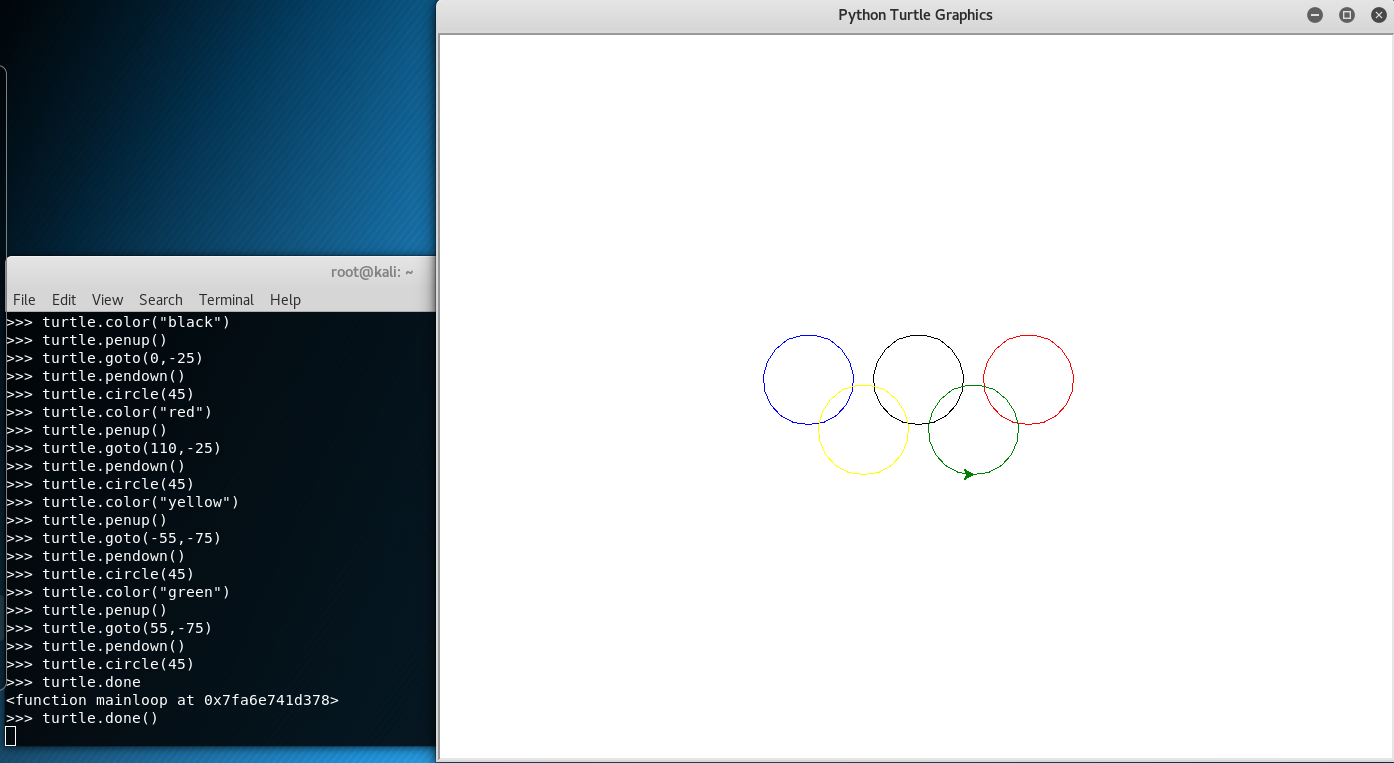 Python Turtle Graphics
root@kali: ~
File Edit View Search Terminal Help
>>> turtle.color("black")
>>> turtle.penup()
>>> turtle.goto(0,-25)
>>> turtle.pendown()
>>> turtle.circle(45)
>>> turtle.color("red")
>>> turtle.penup()
>>> turtle.goto(110,-25)
>>> turtle.pendown()
>>> turtle.circle(45)
>>> turtle.color("yellow")
>>> turtle.penup()
>>> turtle.goto(-55,-75)
>>> turtle.pendown()
>>> turtle.circle(45)
>>> turtle.color("green")
>>> turtle.penup()
>>> turtle.goto(55,-75)
>>> turtle.pendown()
>>> turtle.circle(45)
>>> turtle.done
<function mainloop at 0x7fa6e741d378>
>>> turtle.done()